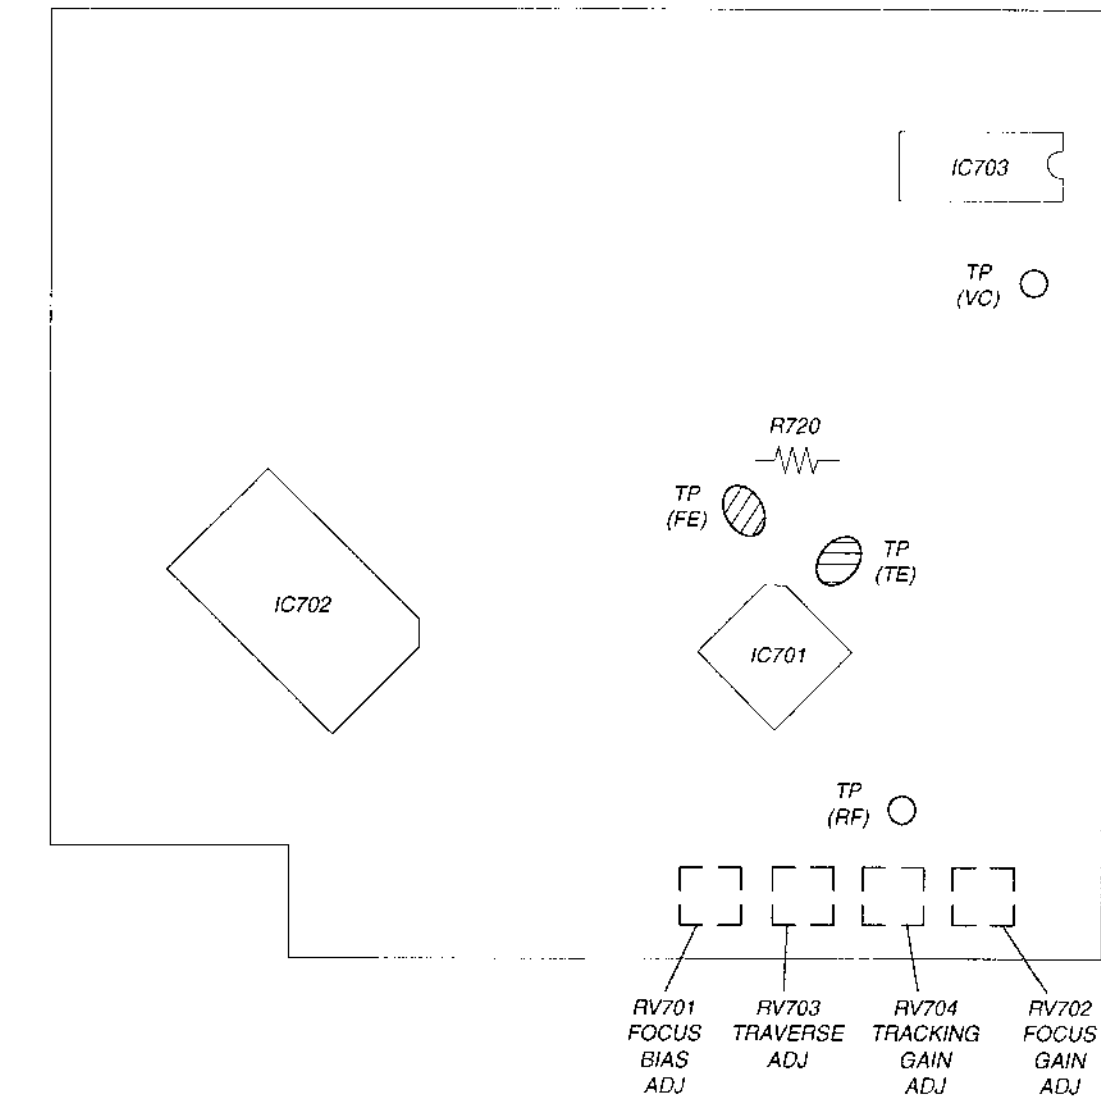 IC703
TP
(VC)
R720
TP
(FE)
TP
(TE)
IC702
IC701
TP
(RF)
RV701
FOCUS
BIAS
ADJ
RV703
TRAVERSE
ADJ
RV704
TRACKING
GAIN
ADJ
RV702
FOCUS
GAIN
ADJ